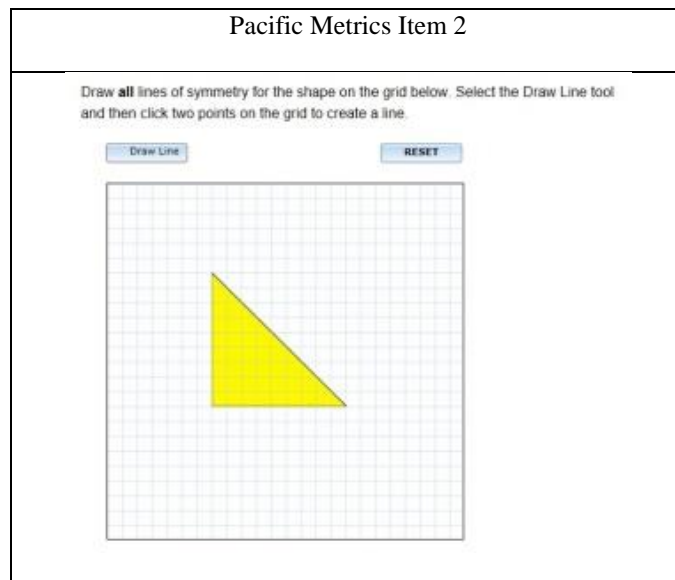 Pacific Metrics Item 2
Draw all lines of symmetry for the shape on the grid below. Select the Draw Line tool
and then click two points on the grid to create a line.
Draw Line
RESET